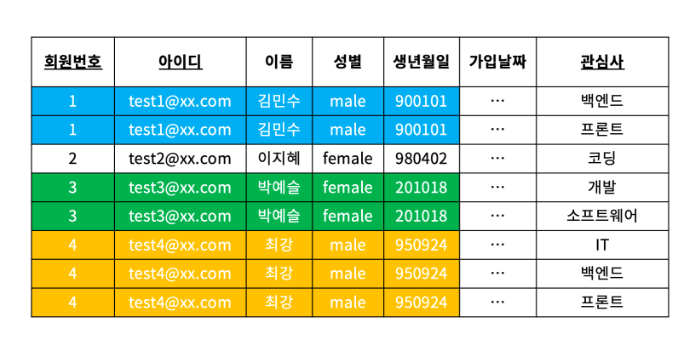 회원번호 아이디 이름 성별 생년월일 가입날짜 관심사
1 test1@xx.com 김민수 male 900101 … 백엔드
1 test1@xx.com 김민수 male 900101 … 프론트
2 test2@xx.com 이지혜 female 980402 … 코딩
3 test3@xx.com 박예슬 female 201018 … 개발
3 test3@xx.com 박예슬 female 201018 … 소프트웨어
4 test4@xx.com 최강 male 950924 … IT
4 test4@xx.com 최강 male 950924 … 백엔드
4 test4@xx.com 최강 male 950924 … 프론트